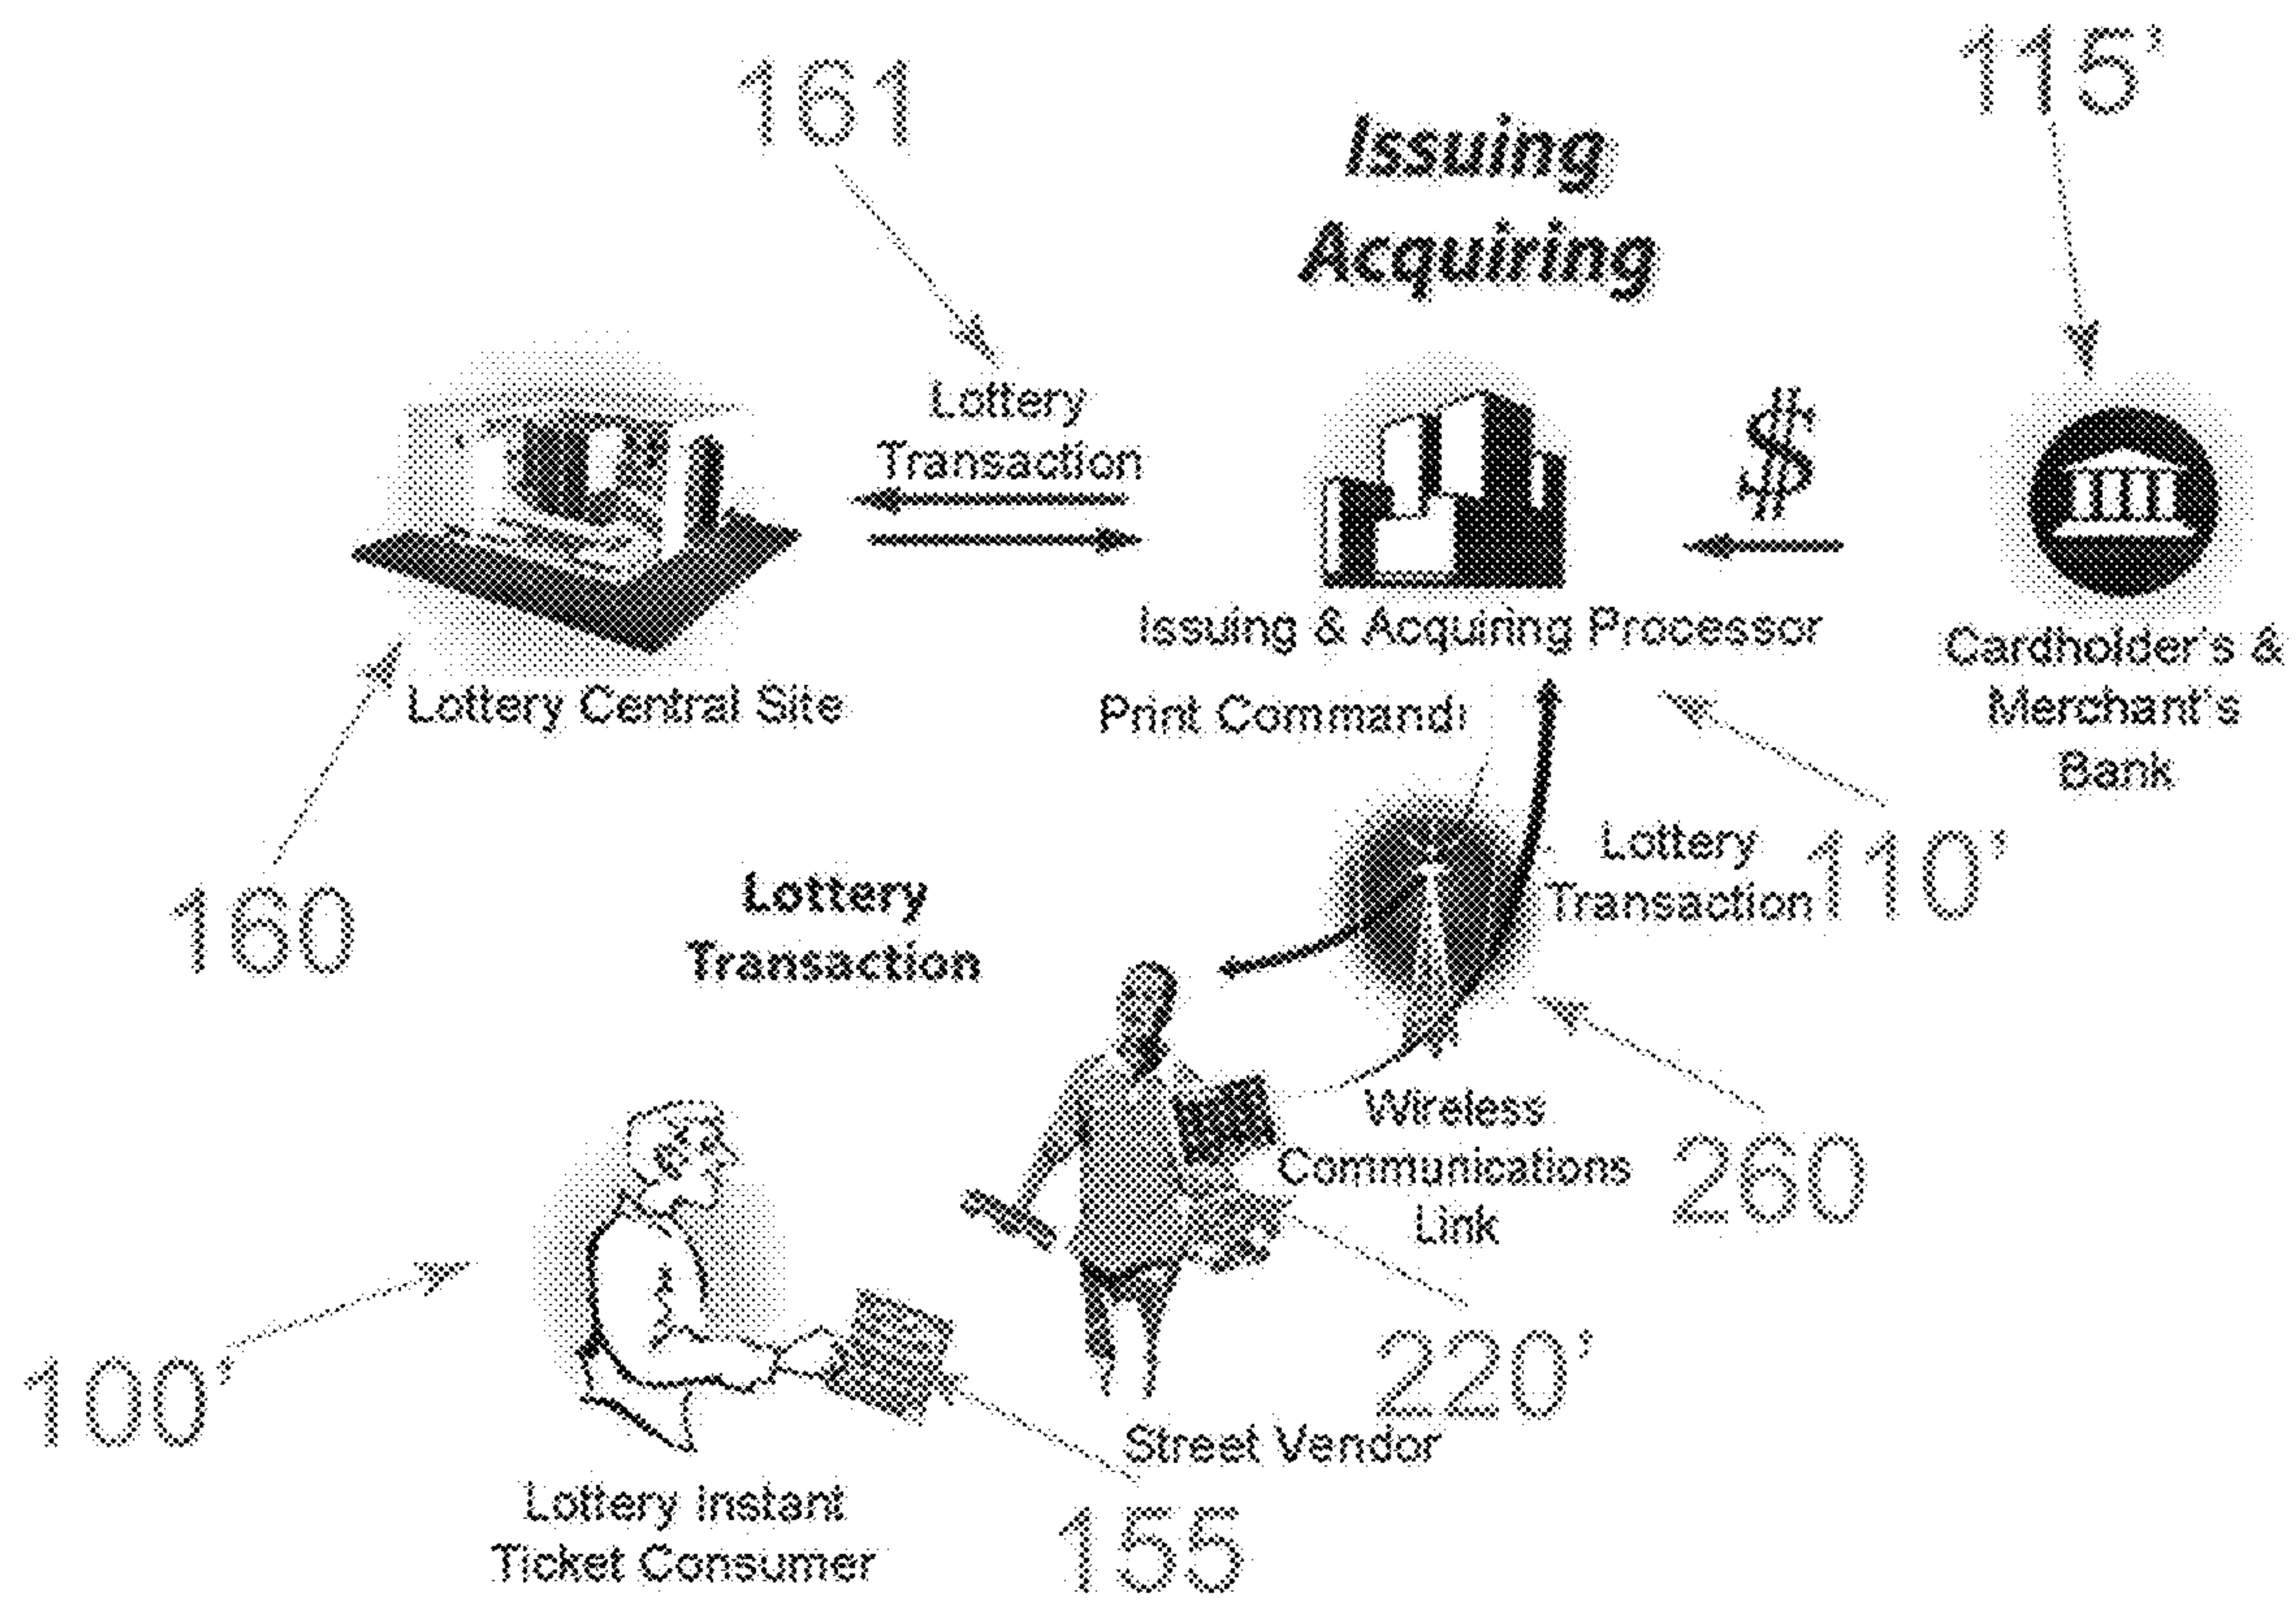 161
115'
Issuing
Acquiring
Lottery
Transaction
$
Issuing & Acquiring Processor
Cardholder's &
Merchant's
Bank
Lottery Central Site
Print Command
Lottery
Transaction
110'
160
Lottery
Transaction
Wireless
Communications
Link
260
100'
220'
Street Vendor
Lottery Instant
Ticket Consumer
155